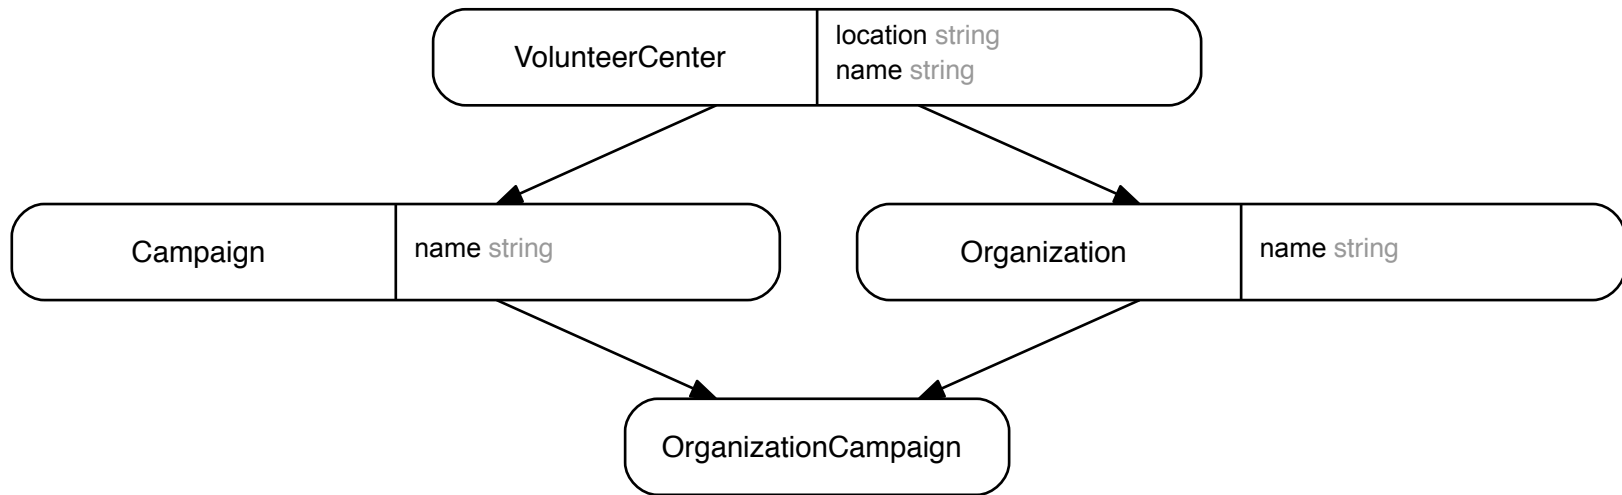 VolunteerCenter
location string
name string
Campaign
name string
Organization
name string
OrganizationCampaign